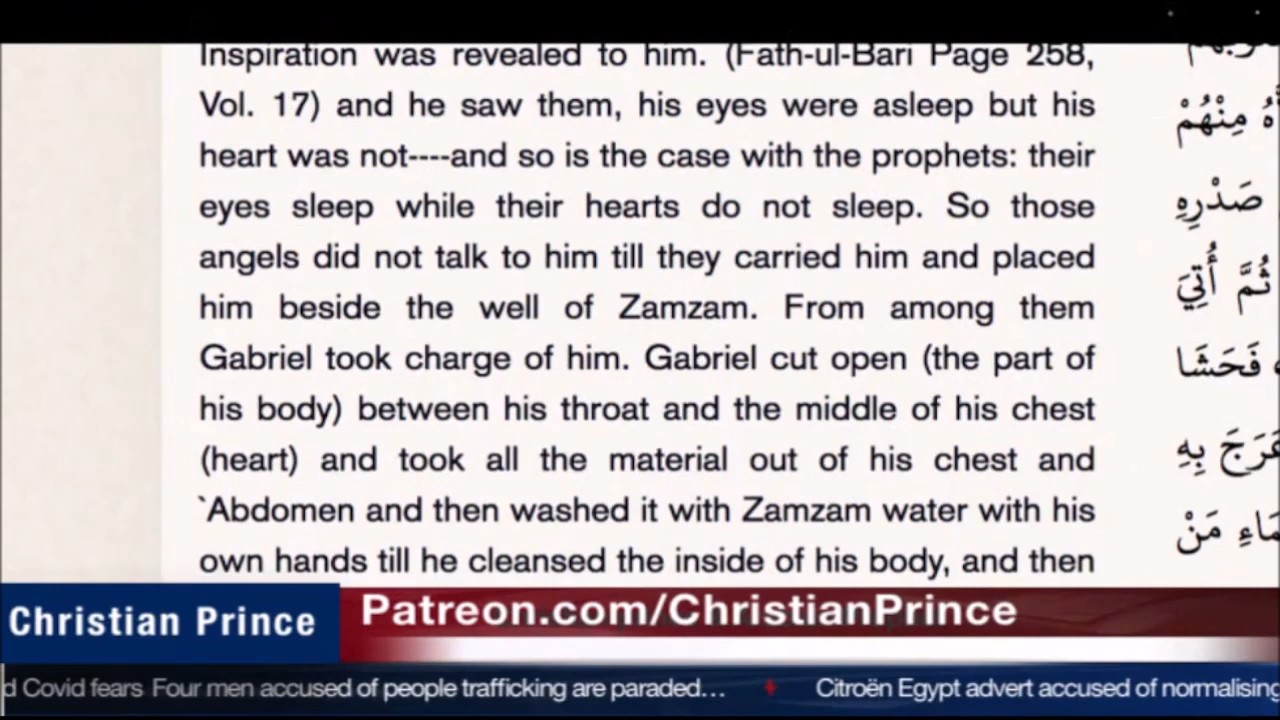 Inspiration was revealed to him. (Fath-ul-Bari Page 258,
Vol. 17) and he saw them, his eyes were asleep but his
heart was not----and so is the case with the prophets: their
eyes sleep while their hearts do not sleep. So those
angels did not talk to him till they carried him and placed
him beside the well of Zamzam. From among them
Gabriel took charge of him. Gabriel cut open (the part of
his body) between his throat and the middle of his chest
(heart) and took all the material out of his chest and
`Abdomen and then washed it with Zamzam water with his
own hands till he cleansed the inside of his body, and then
مِنْهُمْ
صَدْرِهِ
ثُمَّ أُتِيَ
فَحَشَا
عَرَجَ بِهِ
مَنْ
Christian Prince
Patreon.com/ChristianPrince
d Covid fears Four men accused of people trafficking are paraded… Citroën Egypt advert accused of normalising